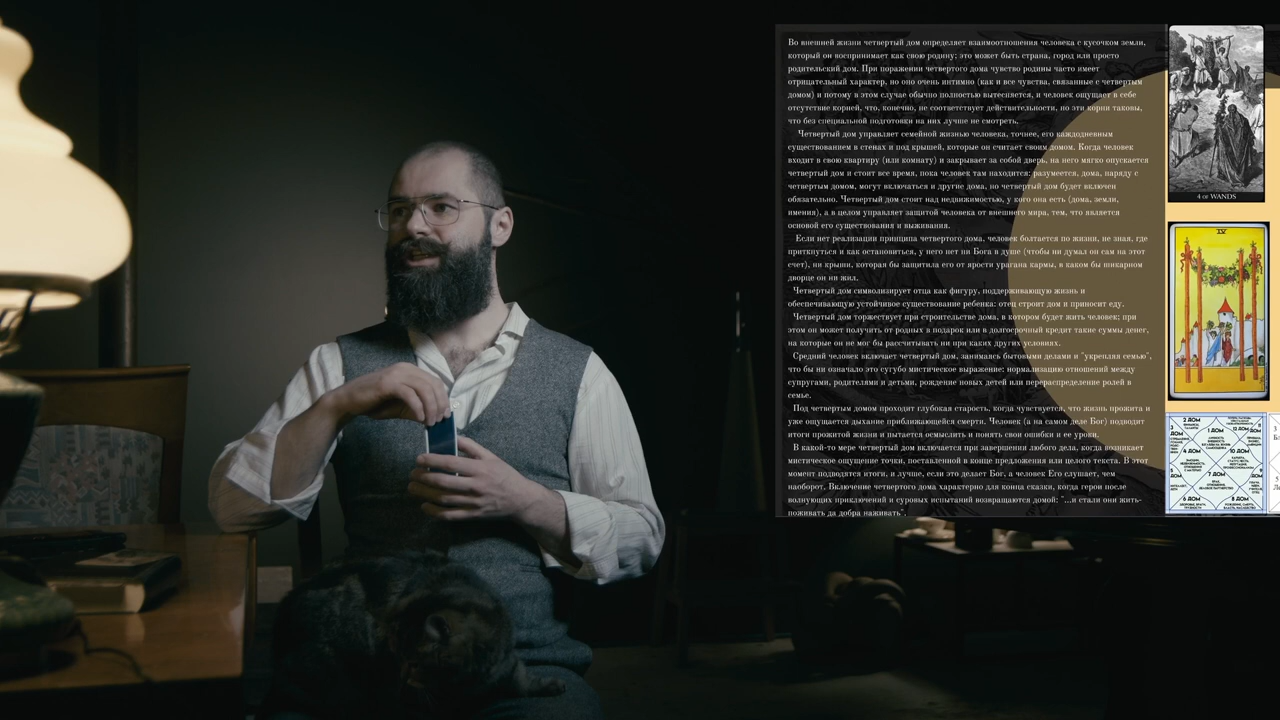 Во внешней жизни четвертый дом определяет взаимоотношения человека с кусочком земли,
который он воспринимает как свою родину; это может быть страна, город или просто
родительский дом. При поражении четвертого дома чувство родины часто имеет
отрицательный характер, но оно очень интимно (как и все чувства, связанные с четвертым
домом) и потому в этом случае обычно полностью вытесняется, и человек ощущает в себе
отсутствие корней, что, конечно, не соответствует действительности, но эти корни таковы,
что без специальной подготовки на них лучше не смотреть.
Четвертый дом управляет семейной жизнью человека, точнее, его каждодневным
существованием в стенах и под крышей, которые он считает своим домом. Когда человек
входит в свою квартиру (или комнату) и закрывает за собой дверь, на него мягко опускается
четвертый дом и стоит все время, пока человек там находится; разумеется, дома, наряду с
четвертым домом, могут включаться и другие дома, но четвертый дом будет включен
обязательно. Четвертый дом стоит над недвижимостью, у кого она есть (дома, земли,
имения), а в целом управляет защитой человека от внешнего мира, тем, что является
основой его существования и выживания.
Если нет реализации принципа четвертого дома, человек болтается по жизни, не зная, где
приткнуться и как остановиться, у него нет ни Бога в душе (чтобы ни думал он сам на этот
счет), ни крыши, которая бы защитила его от ярости урагана кармы, в каком бы шикарном
дворце он ни жил.
Четвертый дом символизирует отца как фигуру, поддерживающую жизнь и
обеспечивающую устойчивое существование ребенка: отец строит дом и приносит еду.
Четвертый дом торжествует при строительстве дома, в котором будет жить человек; при
этом он может получить от родных в подарок или в долгосрочный кредит такие суммы денег,
на которые он не мог бы рассчитывать ни при каких других условиях.
Средний человек включает четвертый дом, занимаясь бытовыми делами и "укрепляя семью",
что бы ни означало это сугубо мистическое выражение: нормализацию отношений между
супругами, родителями и детьми, рождение новых детей или перераспределение ролей в
семье.
Под четвертым домом проходит глубокая старость, когда чувствуется, что жизнь прожита и
уже ощущается дыхание приближающейся смерти. Человек (а на самом деле Бог) подводит
итоги прожитой жизни и пытается осмыслить и понять свои ошибки и ее уроки.
В какой-то мере четвертый дом включается при завершении любого дела, когда возникает
мистическое ощущение точки, поставленной в конце предложения или целого текста. В этот
момент подводятся итоги, и лучше, если это делает Бог, а человек Его слушает, чем
наоборот. Включение четвертого дома характерно для конца сказки, когда герои после
волнующих приключений и суровых испытаний возвращаются домой: "...и стали они жить-
поживать да добра наживать".
4 OF WANDS
IV
2 ДОМ
1 ДОМ
12 ДОМ
4 ДОМ
10 ДОМ
7 ДОМ
6 ДОМ
8 ДОМ